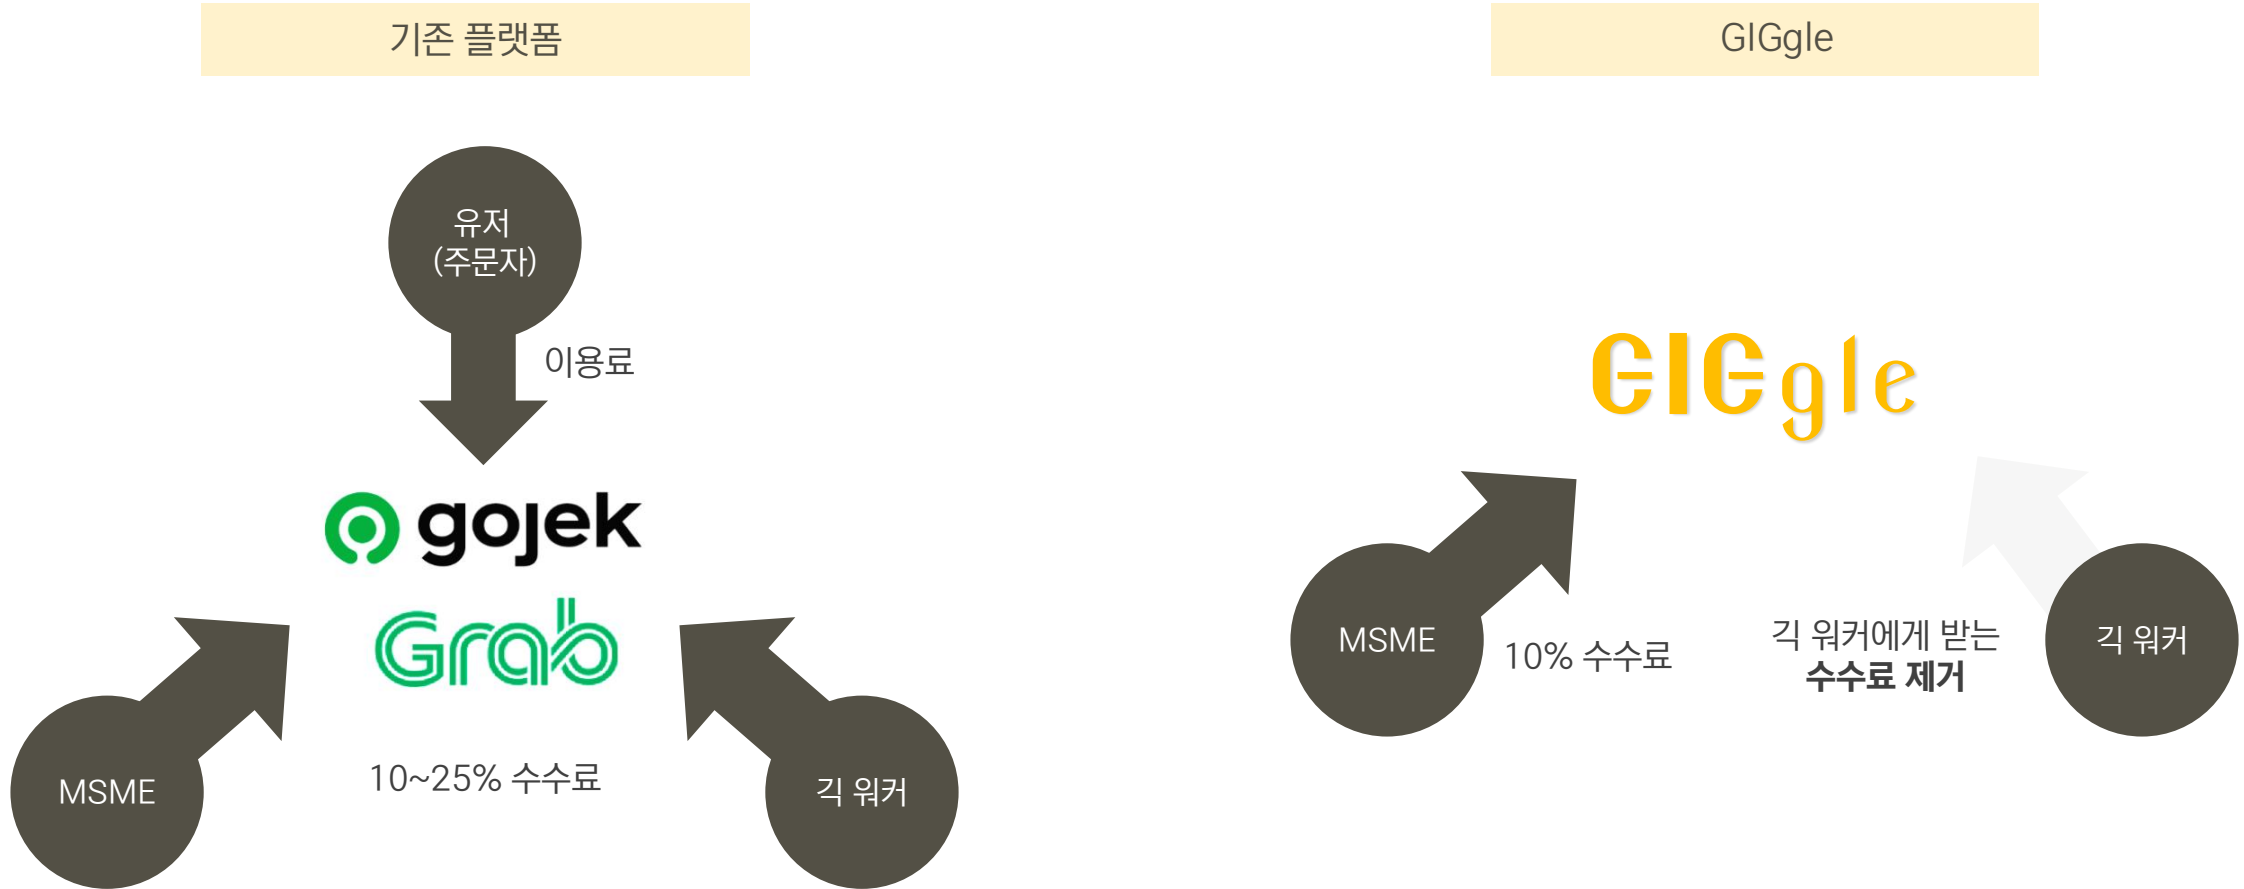 기존 플랫폼
유저
(주문자)
이용료
gojek
Grab
MSME
10~25% 수수료
긱 워커
GIGgle
GIGgle
MSME
10% 수수료
긱 워커에게 받는
수수료 제거
긱 워커